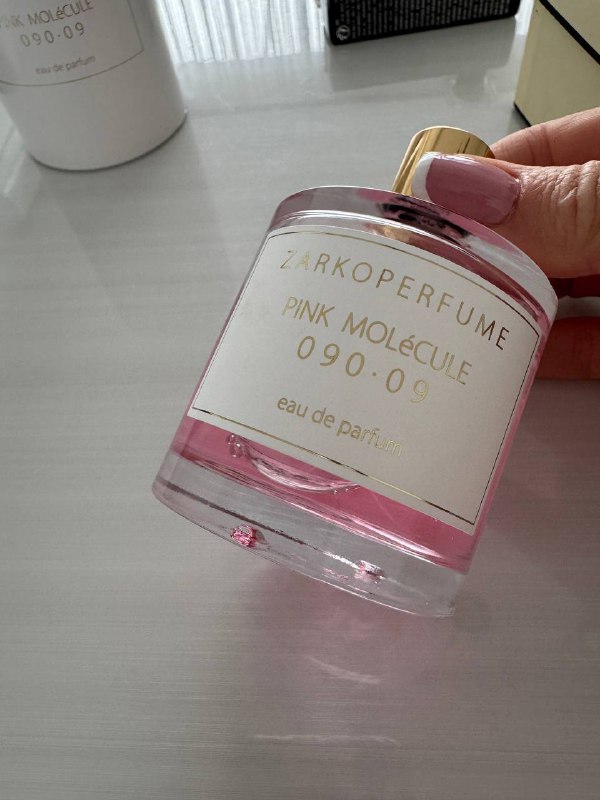 PINK MOLéCULE
090·09
eau de parfum
ZARKOPERFUME
PINK MOLéCULE
090·09
eau de parfum